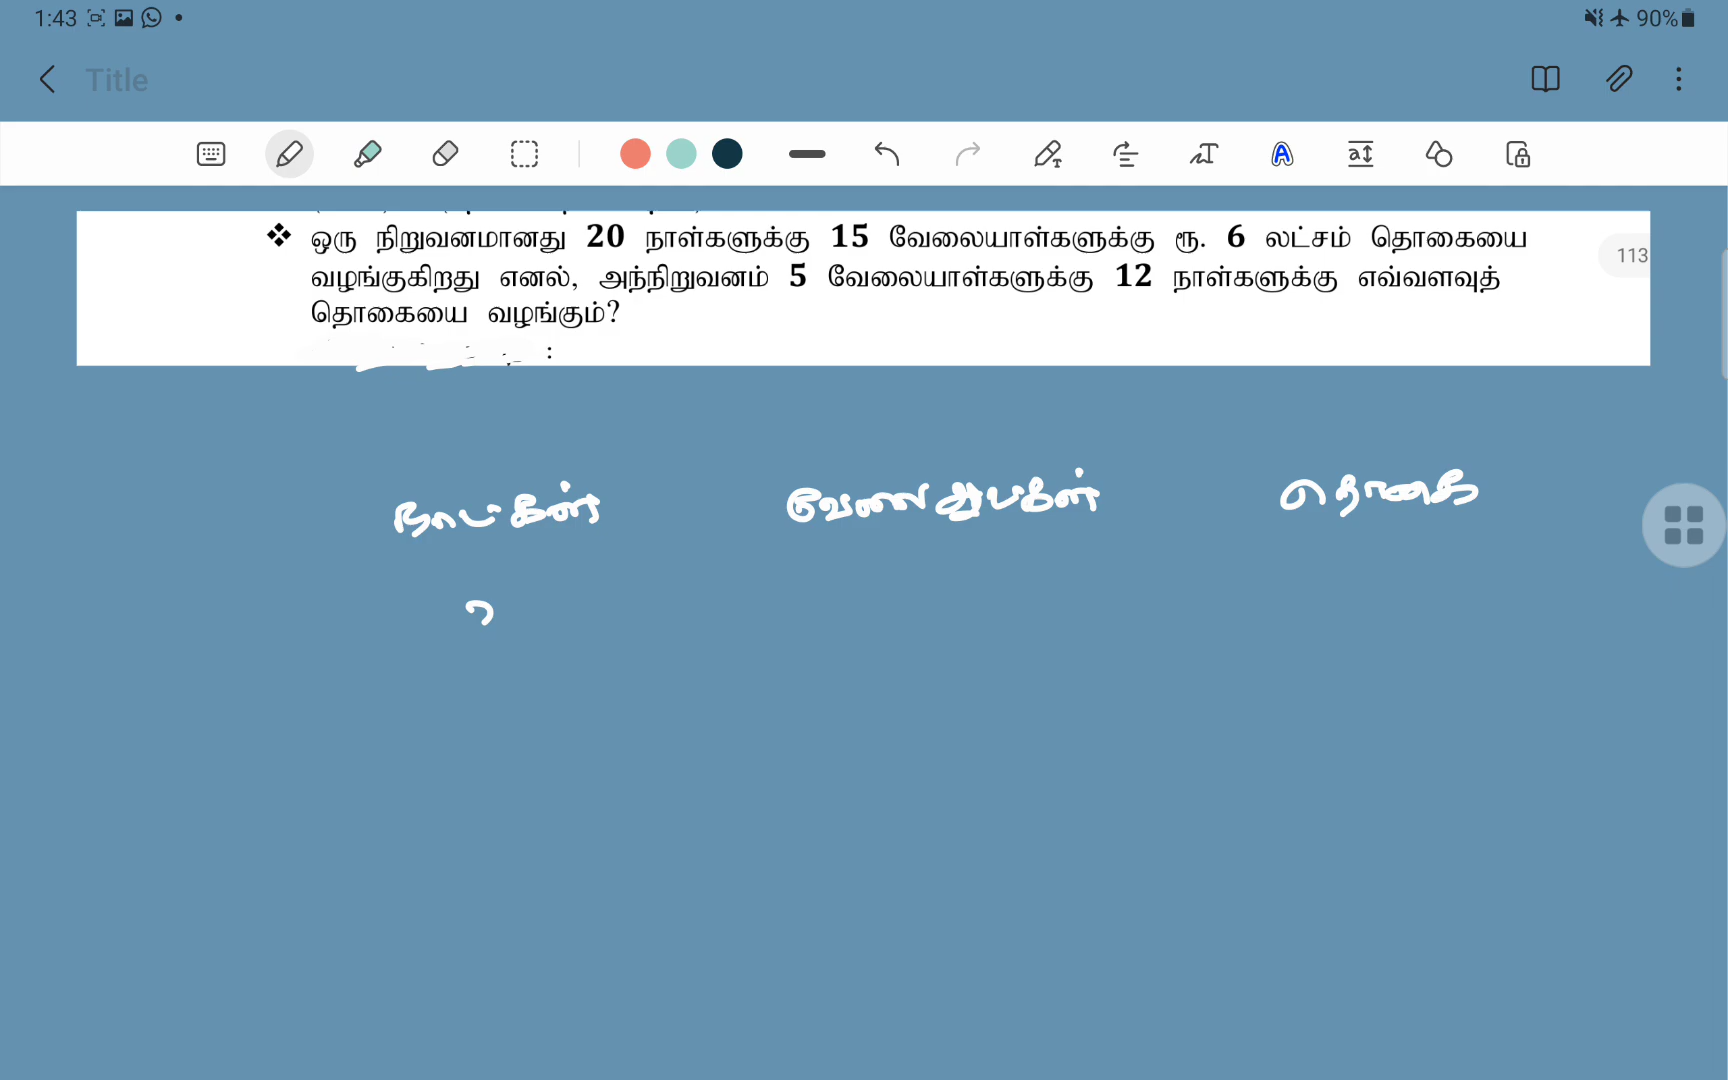 1:43
90%
Title
❖ ஒரு நிறுவனமானது 20 நாள்களுக்கு 15 வேலையாள்களுக்கு ரூ. 6 லட்சம் தொகையை
113
வழங்குகிறது எனல், அந்நிறுவனம் 5 வேலையாள்களுக்கு 12 நாள்களுக்கு எவ்வளவுத்
தொகையை வழங்கும்?
:
நாட்கள் தொகை